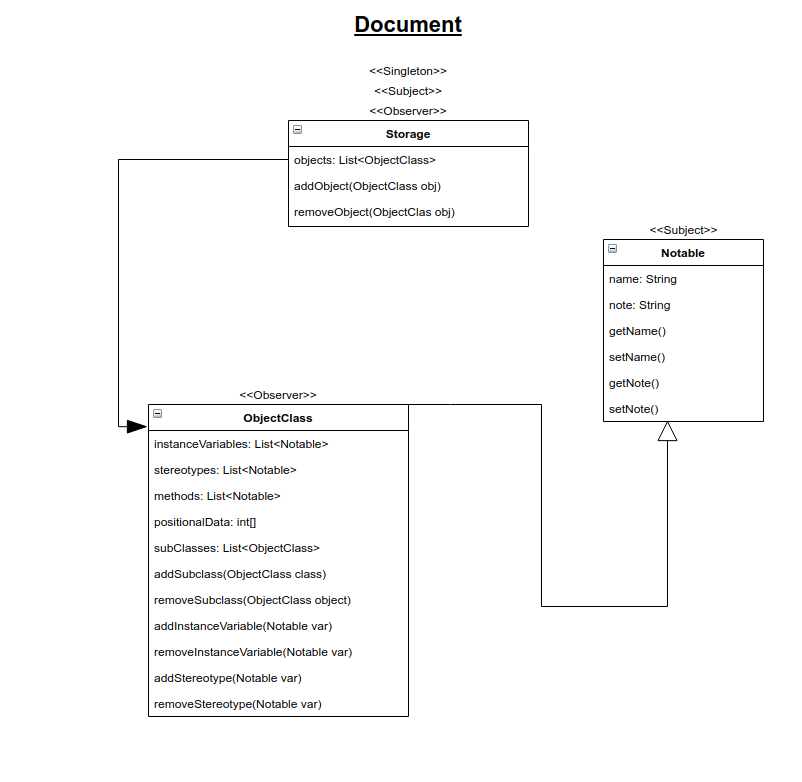 Document
<<Singleton>>
<<Subject>>
<<Observer>>
Storage
objects: List<ObjectClass>
addObject(ObjectClass obj)
removeObject(ObjectClas obj)
<<Subject>>
Notable
name: String
note: String
getName()
setName()
getNote()
setNote()
<<Observer>>
ObjectClass
instanceVariables: List<Notable>
stereotypes: List<Notable>
methods: List<Notable>
positionalData: int[]
subClasses: List<ObjectClass>
addSubclass(ObjectClass class)
removeSubclass(ObjectClass object)
addInstanceVariable(Notable var)
removeInstanceVariable(Notable var)
addStereotype(Notable var)
removeStereotype(Notable var)